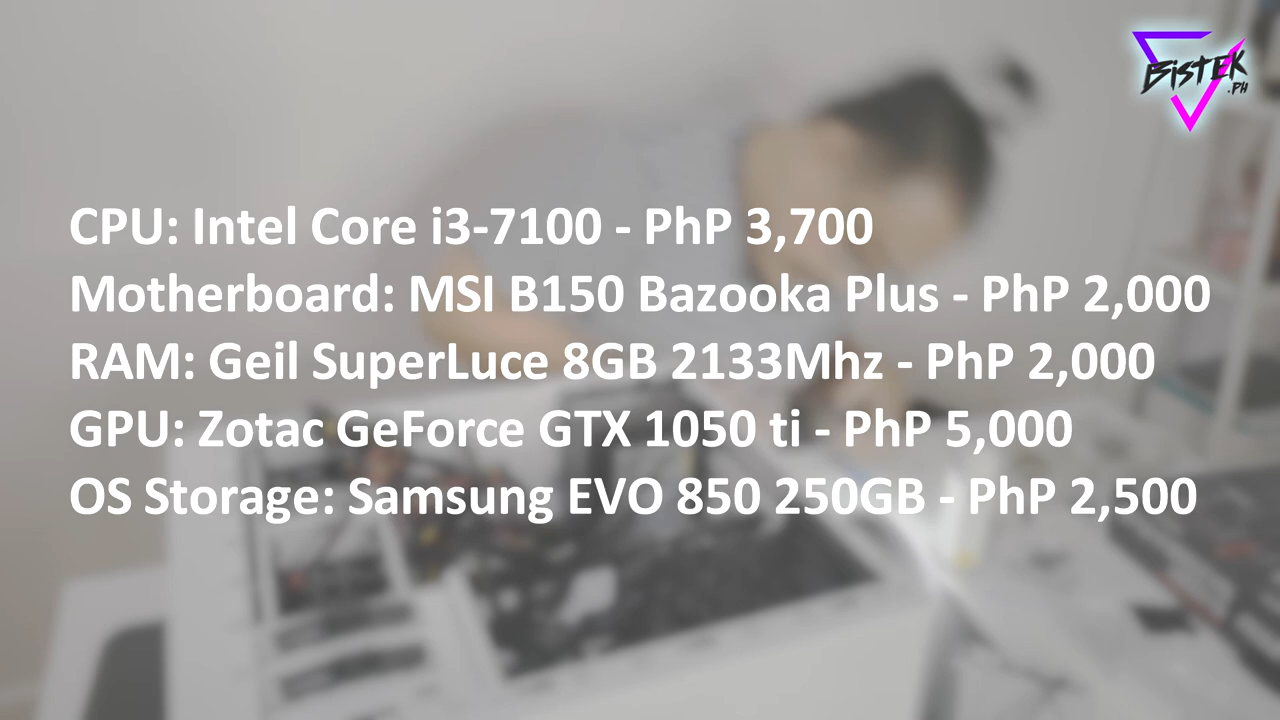 BISTEK
.PH
CPU: Intel Core i3-7100 - PhP 3,700
Motherboard: MSI B150 Bazooka Plus - PhP 2,000
RAM: Geil SuperLuce 8GB 2133Mhz - PhP 2,000
GPU: Zotac GeForce GTX 1050 ti - PhP 5,000
OS Storage: Samsung EVO 850 250GB - PhP 2,500